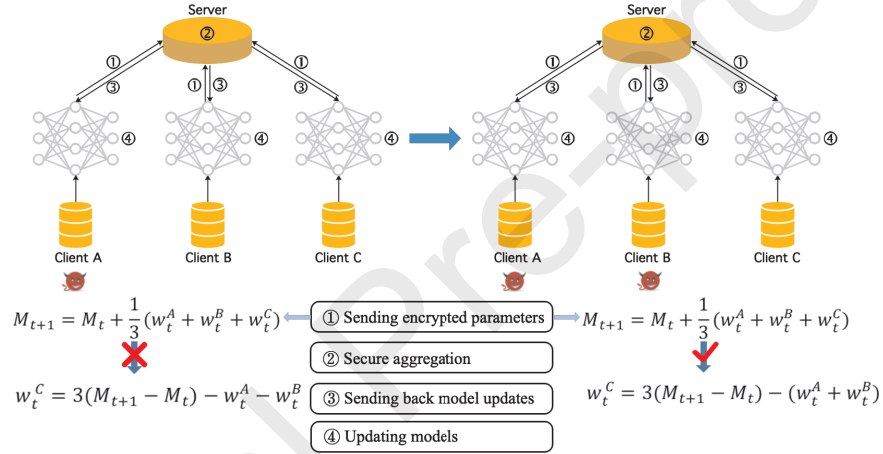 Server
②
①
③
①
③
①
③
④
④
④
Client A
Client B
Client C
Server
②
①
③
①
③
①
③
④
④
④
Client A
Client B
Client C
M_{t+1} = M_t + \frac{1}{3}(w_t^A + w_t^B + w_t^C)
w_t^C = 3(M_{t+1} − M_t) − w_t^A − w_t^B
① Sending encrypted parameters
② Secure aggregation
③ Sending back model updates
④ Updating models
M_{t+1} = M_t + \frac{1}{3}(w_t^A + w_t^B + w_t^C)
w_t^C = 3(M_{t+1} − M_t) − (w_t^A + w_t^B)